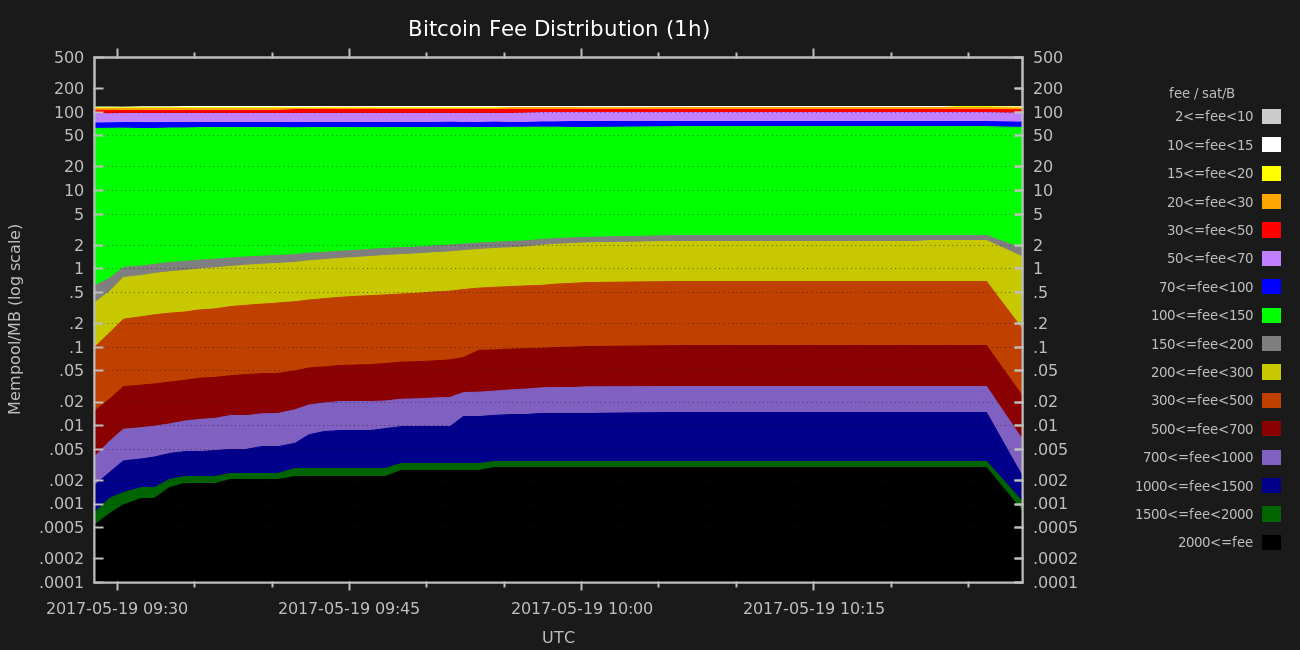 Bitcoin Fee Distribution (1h)
500
200
100
50
20
10
5
2
1
.5
.2
.1
.05
.02
.01
.005
.002
.001
.0005
.0002
.0001
Mempool/MB (log scale)
500
200
100
50
20
10
5
2
1
.5
.2
.1
.05
.02
.01
.005
.002
.001
.0005
.0002
.0001
2017-05-19 09:30
2017-05-19 09:45
2017-05-19 10:00
2017-05-19 10:15
UTC
fee / sat/B
2<=fee<10
10<=fee<15
15<=fee<20
20<=fee<30
30<=fee<50
50<=fee<70
70<=fee<100
100<=fee<150
150<=fee<200
200<=fee<300
300<=fee<500
500<=fee<700
700<=fee<1000
1000<=fee<1500
1500<=fee<2000
2000<=fee